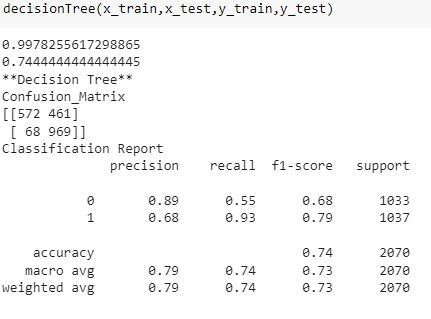 decisionTree(x_train,x_test,y_train,y_test)
0.9978255617298865
0.7444444444444445
**Decision Tree**
Confusion_Matrix
[[572 461]
 [ 68 969]]
Classification Report
              precision    recall  f1-score   support

           0       0.89      0.55      0.68      1033
           1       0.68      0.93      0.79      1037

    accuracy                           0.74      2070
   macro avg       0.79      0.74      0.73      2070
weighted avg       0.79      0.74      0.73      2070